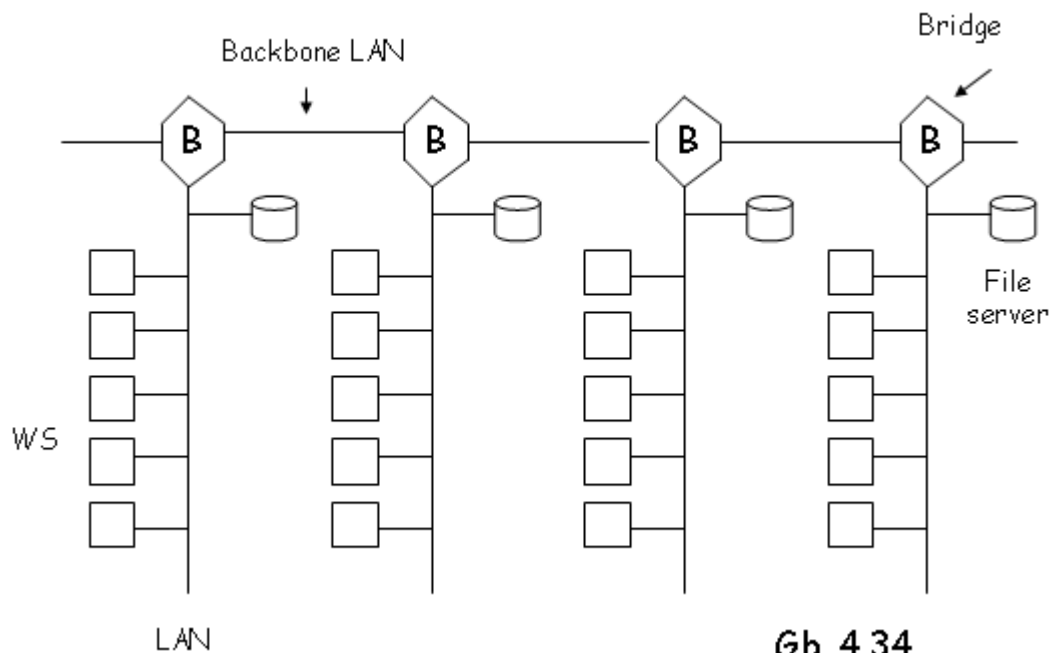 Bridge
Backbone LAN
B
B
B
B
File
server
WS
LAN
Gb 4.34